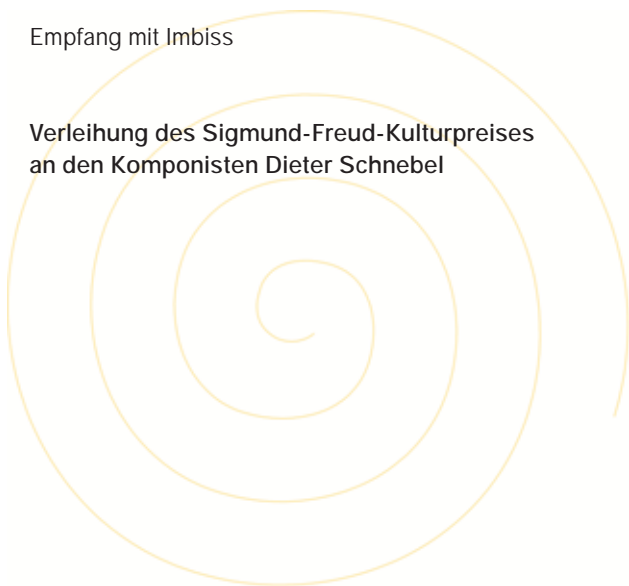 Empfang mit Imbiss
Verleihung des Sigmund-Freud-Kulturpreises
an den Komponisten Dieter Schnebel